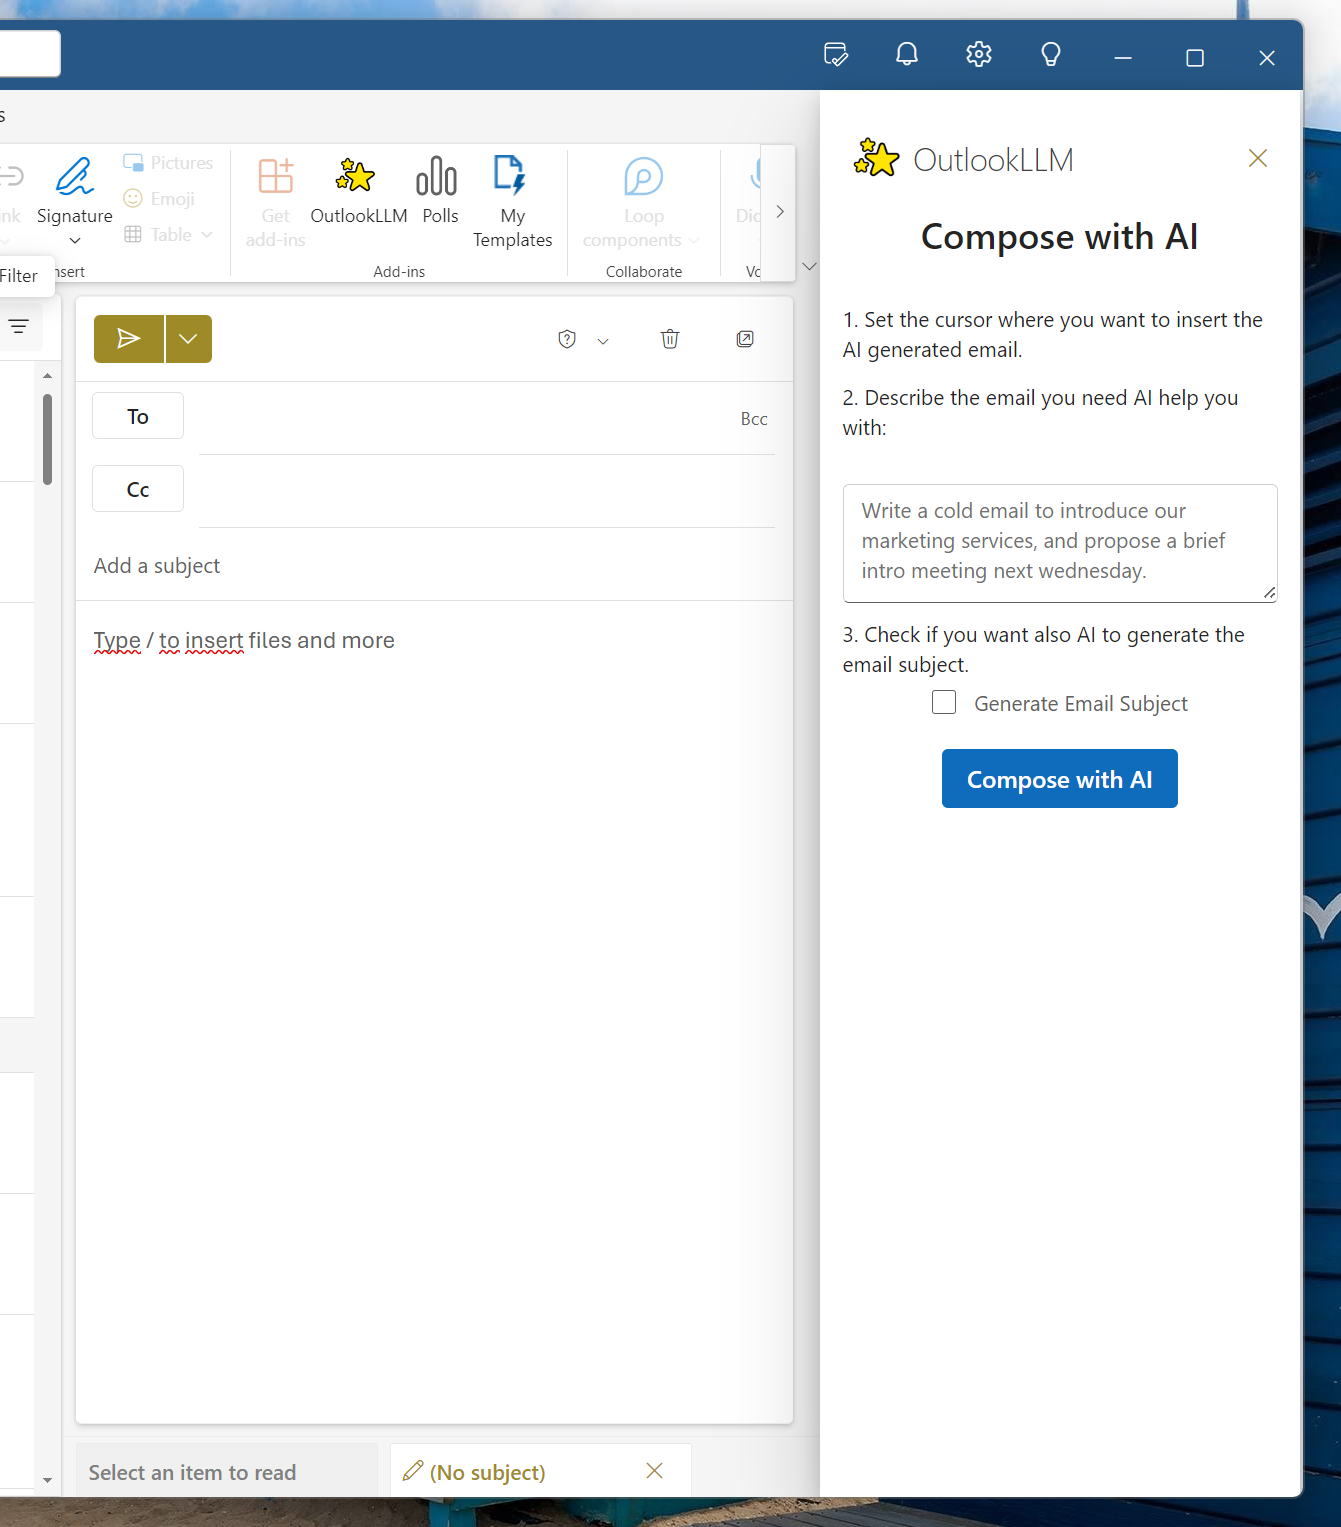 s
ink
Signature
Pictures
Emoji
Table
Get
add-ins
OutlookLLM
Polls
My
Templates
Loop
components
Dic
Filter
nsert
Add-ins
Collaborate
Vo
To
Bcc
Cc
Add a subject
Type / to insert files and more
Select an item to read
(No subject)
OutlookLLM
Compose with AI
1. Set the cursor where you want to insert the
AI generated email.
2. Describe the email you need AI help you
with:
Write a cold email to introduce our
marketing services, and propose a brief
intro meeting next wednesday.
3. Check if you want also AI to generate the
email subject.
Generate Email Subject
Compose with AI